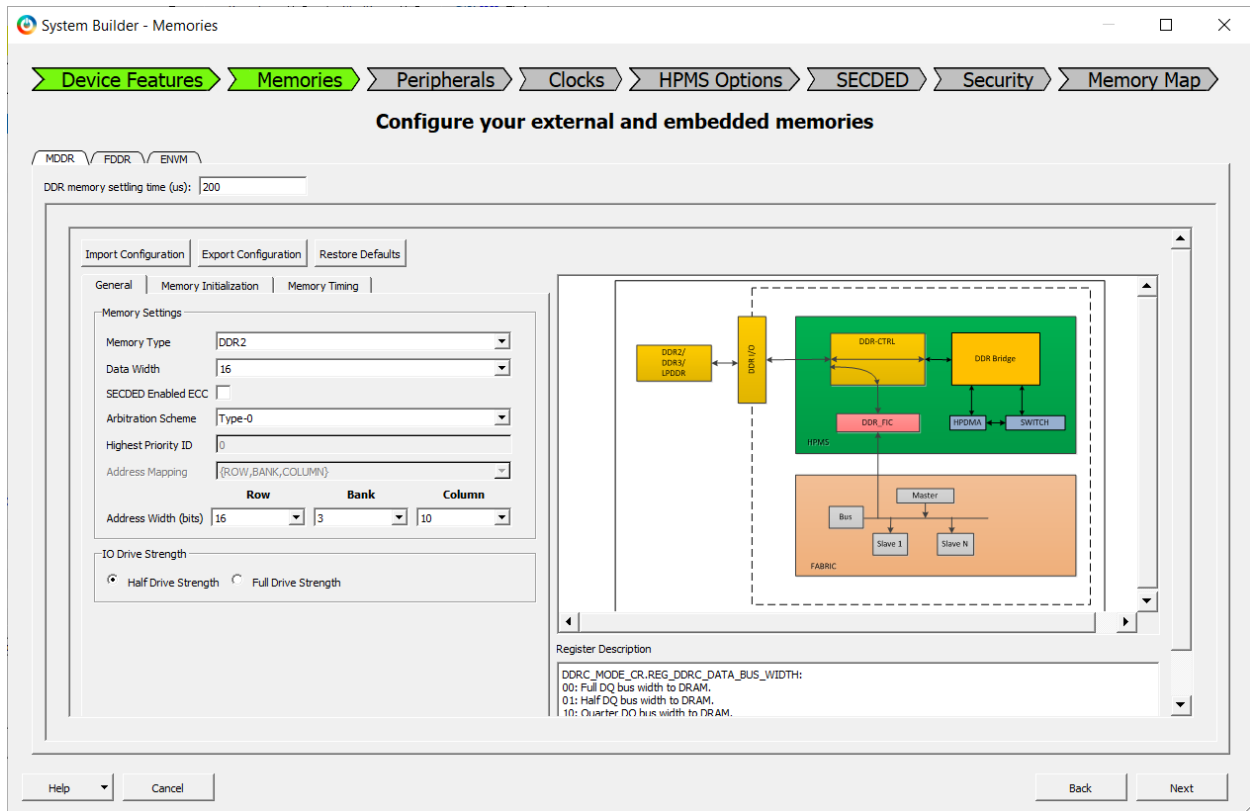 System Builder - Memories
Device Features Memories Peripherals Clocks HPMS Options SECDED Security Memory Map
Configure your external and embedded memories
MDDR FDDR ENVM
DDR memory settling time (us): 200
Import Configuration Export Configuration Restore Defaults
General Memory Initialization Memory Timing
Memory Settings
Memory Type DDR2
Data Width 16
SECDED Enabled ECC
Arbitration Scheme Type-0
Highest Priority ID 0
Address Mapping {ROW,BANK,COLUMN}
Row Bank Column
Address Width (bits) 16 3 10
IO Drive Strength
Half Drive Strength Full Drive Strength
DDR2/
DDR3/
LPDDR
DDR I/O
DDR-CTRL
DDR Bridge
DDR_FIC
HPDMA
SWITCH
HPMS
Master
Bus
Slave 1
Slave N
FABRIC
Register Description
DDRC_MODE_CR.REG_DDRC_DATA_BUS_WIDTH:
00: Full DQ bus width to DRAM.
01: Half DQ bus width to DRAM.
10: Quarter DQ bus width to DRAM.
Help Cancel Back Next